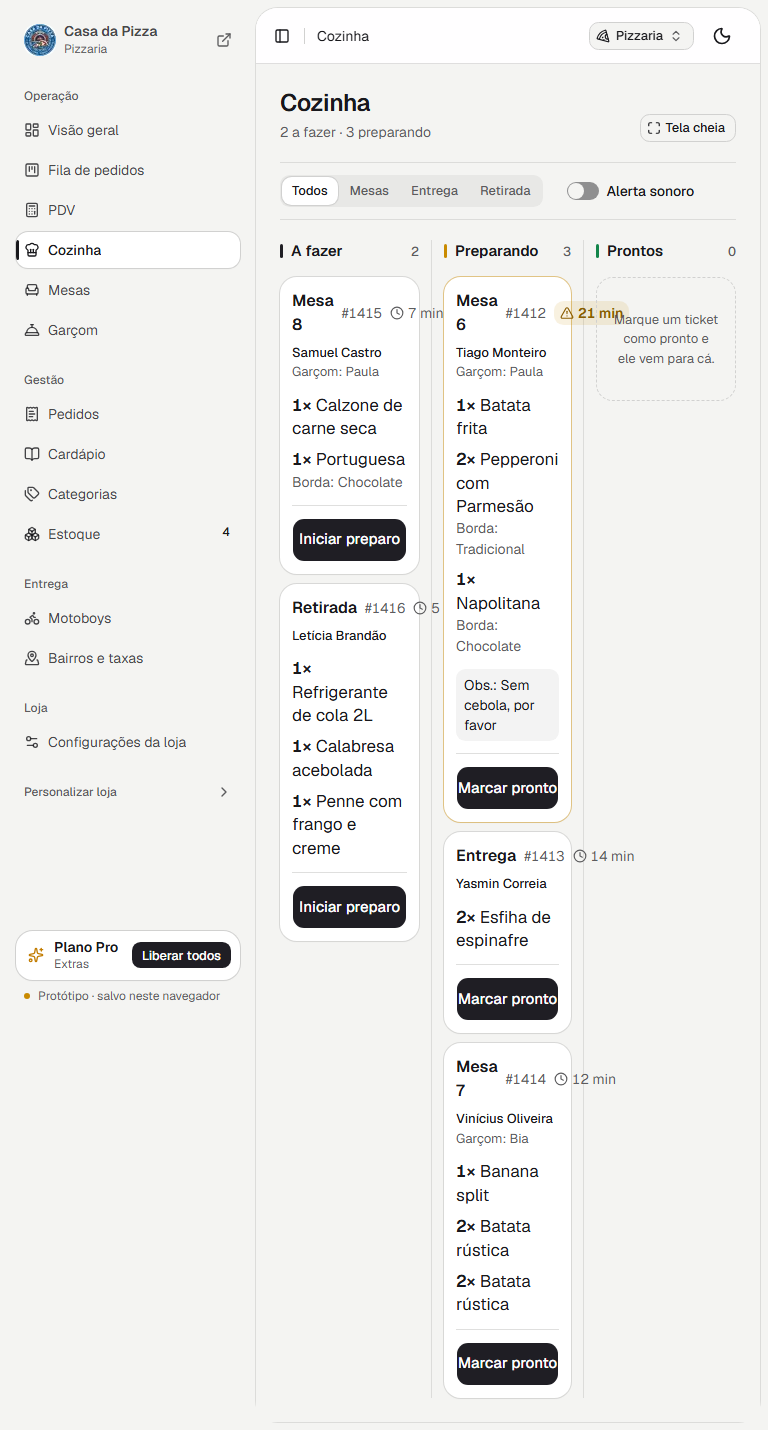 Casa da Pizza
Pizzaria
Operação
Visão geral
Fila de pedidos
PDV
Cozinha
Mesas
Garçom
Gestão
Pedidos
Cardápio
Categorias
Estoque 4
Entrega
Motoboys
Bairros e taxas
Loja
Configurações da loja
Personalizar loja
Plano Pro
Extras
Liberar todos
Protótipo · salvo neste navegador
Cozinha
Pizzaria
Cozinha
2 a fazer · 3 preparando
Tela cheia
Todos Mesas Entrega Retirada Alerta sonoro
A fazer 2
Mesa
8
#1415 7 min
Samuel Castro
Garçom: Paula
1× Calzone de
carne seca
1× Portuguesa
Borda: Chocolate
Iniciar preparo
Retirada #1416 5
Letícia Brandão
1×
Refrigerante
de cola 2L
1× Calabresa
acebolada
1× Penne com
frango e
creme
Iniciar preparo
Preparando 3
Mesa
6
#1412 21 min
Tiago Monteiro
Garçom: Paula
1× Batata
frita
2× Pepperoni
com
Parmesão
Borda:
Tradicional
1×
Napolitana
Borda:
Chocolate
Obs.: Sem
cebola, por
favor
Marcar pronto
Entrega #1413 14 min
Yasmin Correia
2× Esfiha de
espinafre
Marcar pronto
Mesa
7
#1414 12 min
Vinícius Oliveira
Garçom: Bia
1× Banana
split
2× Batata
rústica
2× Batata
rústica
Marcar pronto
Prontos 0
Marque um ticket
como pronto e
ele vem para cá.